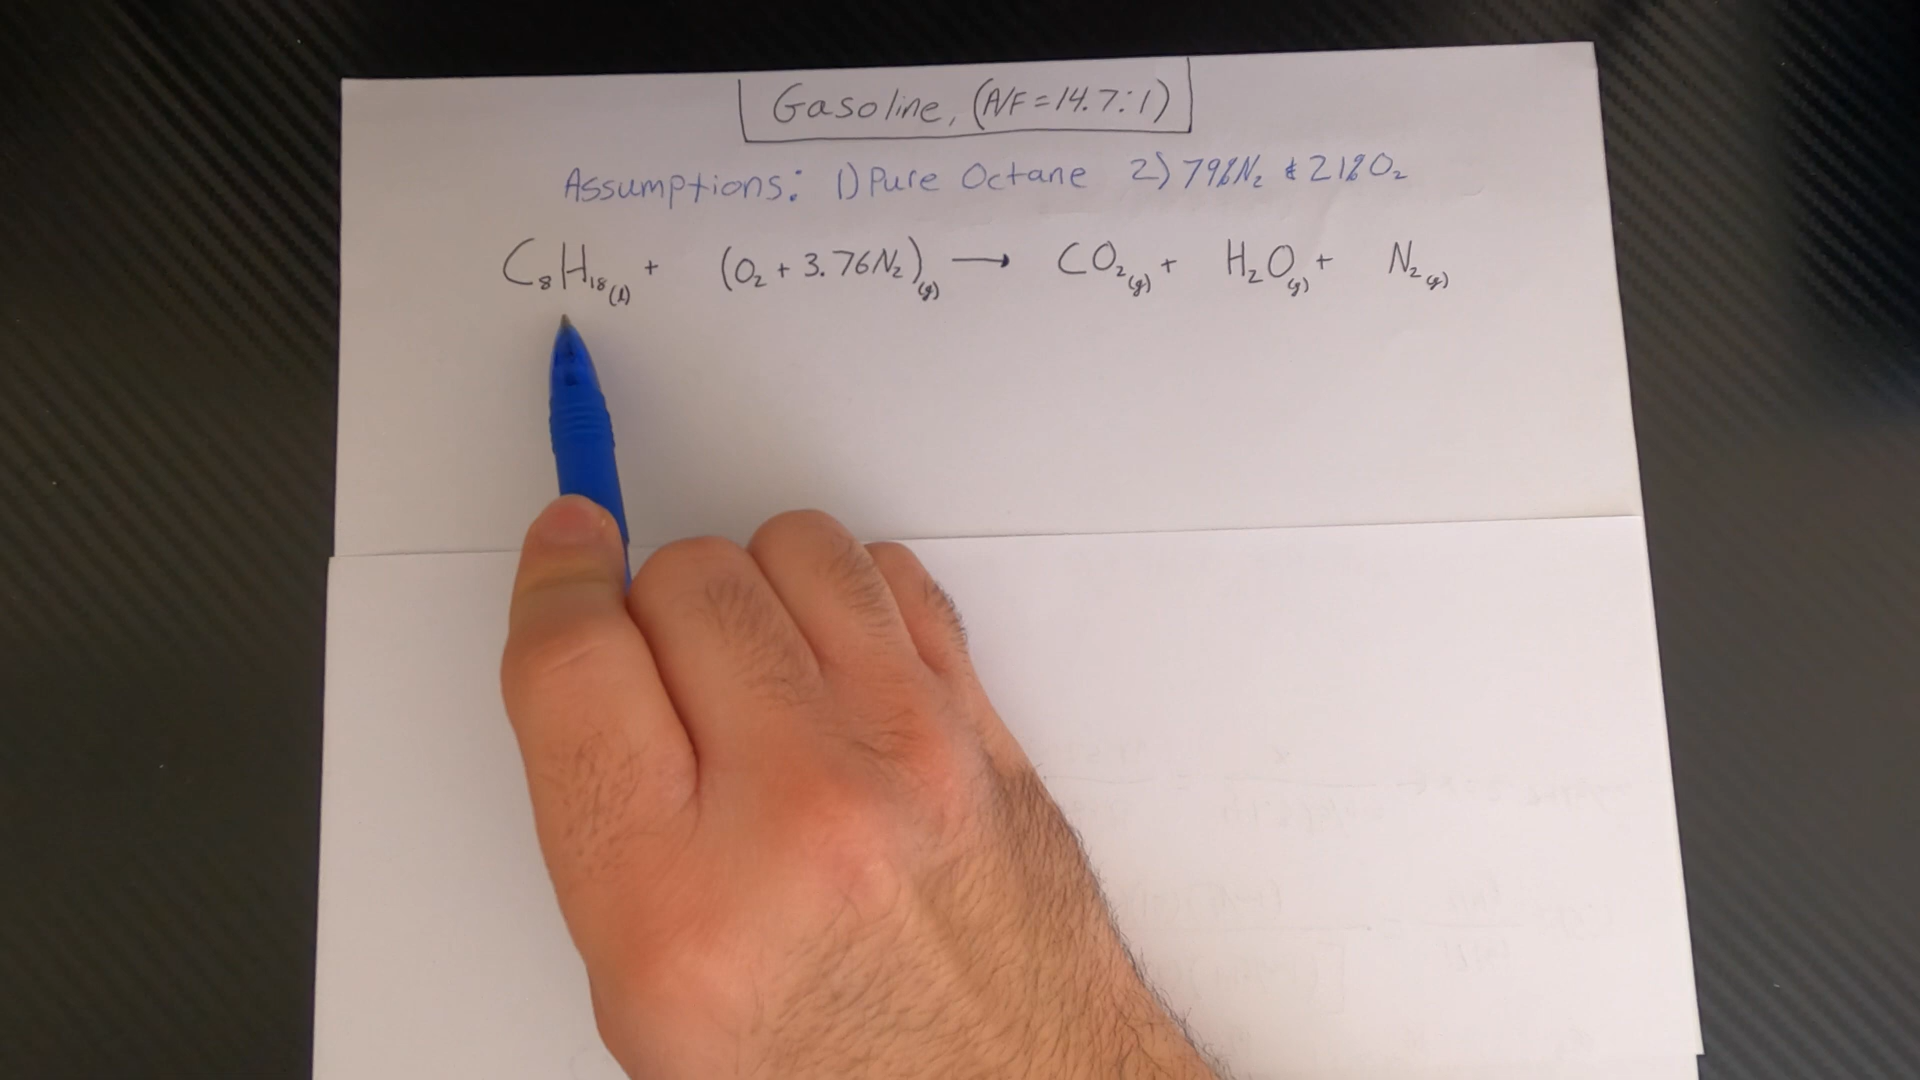 Gasoline, (A/F = 14.7:1)
Assumptions: 1) Pure Octane 2) 79% N₂ & 21% O₂
C₈H₁₈(l) + (O₂ + 3.76N₂)(g) → CO₂(g) + H₂O(g) + N₂(g)